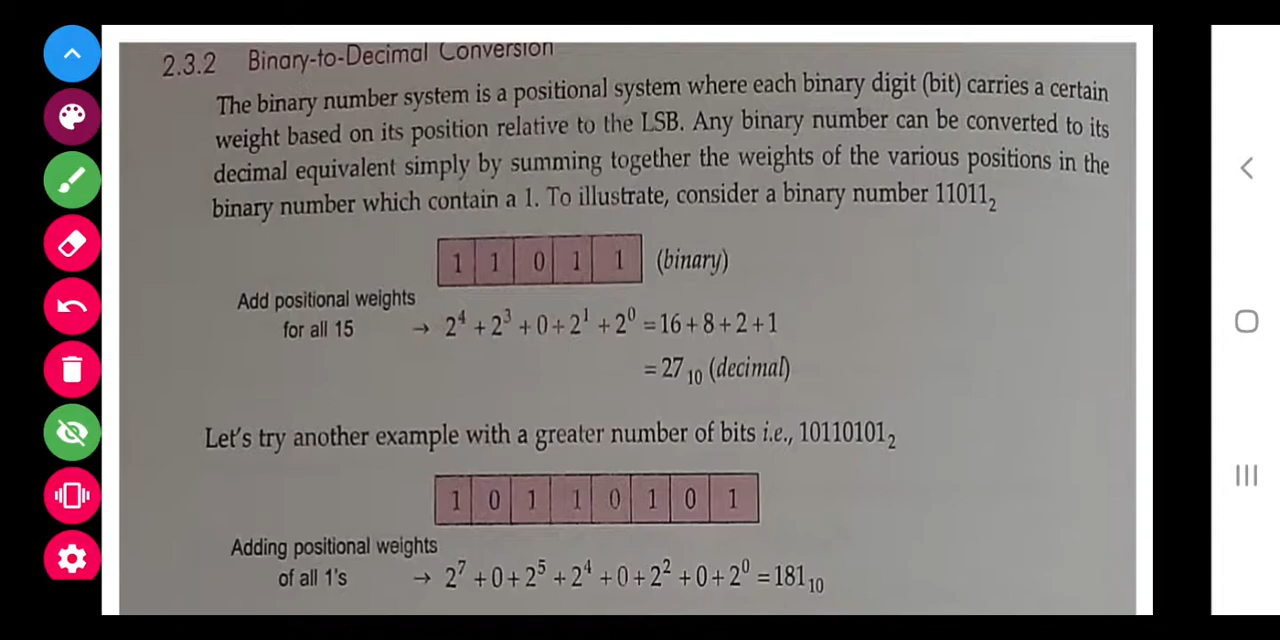 2.3.2 Binary-to-Decimal Conversion
The binary number system is a positional system where each binary digit (bit) carries a certain
weight based on its position relative to the LSB. Any binary number can be converted to its
decimal equivalent simply by summing together the weights of the various positions in the
binary number which contain a 1. To illustrate, consider a binary number 11011₂
1 1 0 1 1 (binary)
Add positional weights
for all 15 → 2⁴ + 2³ + 0 + 2¹ + 2⁰ = 16 + 8 + 2 + 1
= 27₁₀ (decimal)
Let's try another example with a greater number of bits i.e., 10110101₂
1 0 1 1 0 1 0 1
Adding positional weights
of all 1's → 2⁷ + 0 + 2⁵ + 2⁴ + 0 + 2² + 0 + 2⁰ = 181₁₀